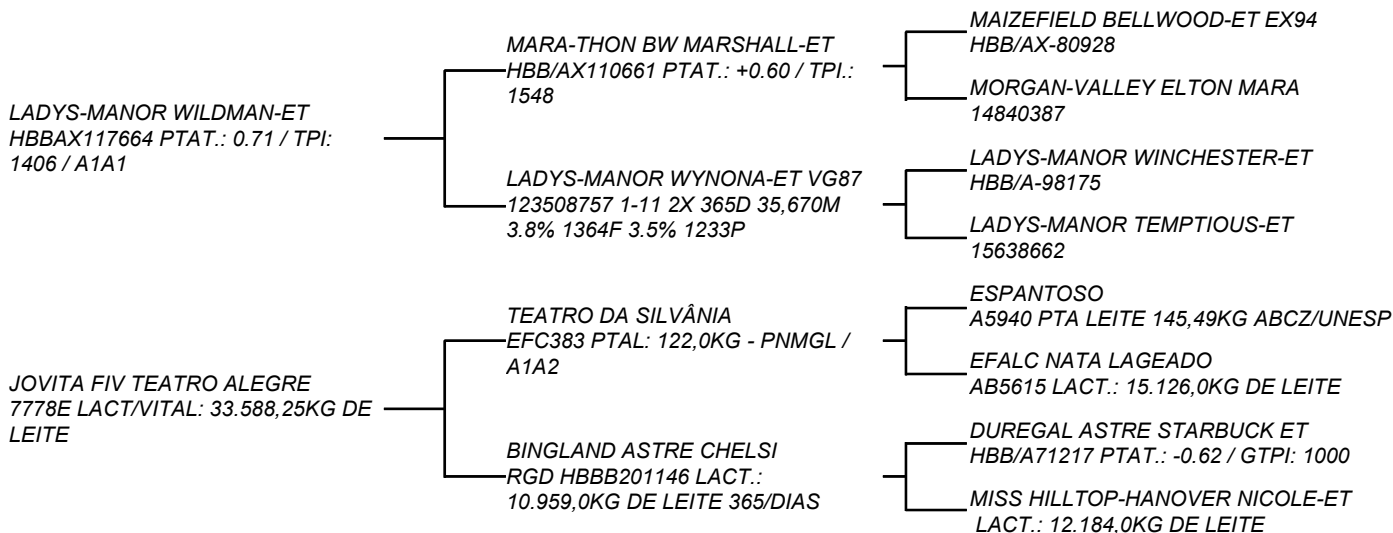 LADYS-MANOR WILDMAN-ET
HBBAX117664 PTAT.: 0.71 / TPI:
1406 / A1A1
JOVITA FIV TEATRO ALEGRE
7778E LACT/VITAL: 33.588,25KG DE
LEITE
MARA-THON BW MARSHALL-ET
HBB/AX110661 PTAT.: +0.60 / TPI.:
1548
LADYS-MANOR WYNONA-ET VG87
123508757 1-11 2X 365D 35,670M
3.8% 1364F 3.5% 1233P
TEATRO DA SILVÂNIA
EFC383 PTAL: 122,0KG - PNMGL /
A1A2
BINGLAND ASTRE CHELSI
RGD HBBB201146 LACT.:
10.959,0KG DE LEITE 365/DIAS
MAIZEFIELD BELLWOOD-ET EX94
HBB/AX-80928
MORGAN-VALLEY ELTON MARA
14840387
LADYS-MANOR WINCHESTER-ET
HBB/A-98175
LADYS-MANOR TEMPTIOUS-ET
15638662
ESPANTOSO
A5940 PTA LEITE 145,49KG ABCZ/UNESP
EFALC NATA LAGEADO
AB5615 LACT.: 15.126,0KG DE LEITE
DUREGAL ASTRE STARBUCK ET
HBB/A71217 PTAT.: -0.62 / GTPI: 1000
MISS HILLTOP-HANOVER NICOLE-ET
LACT.: 12.184,0KG DE LEITE